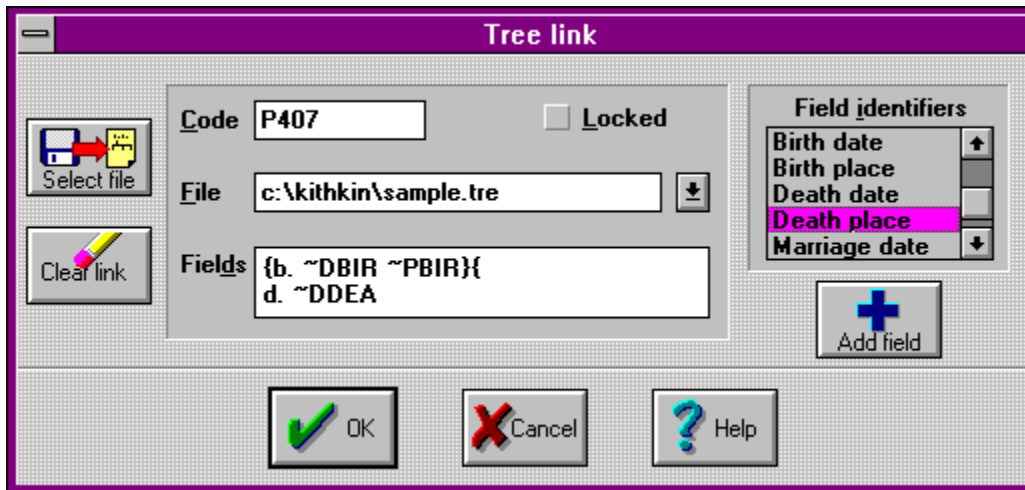 Tree link
Select file
Clear link
Code P407
Locked
File c:\kithkin\sample.tre
Fields {b. ~DBIR ~PBIR}{
d. ~DDEA
Field identifiers
Birth date
Birth place
Death date
Death place
Marriage date
Add field
OK
Cancel
Help